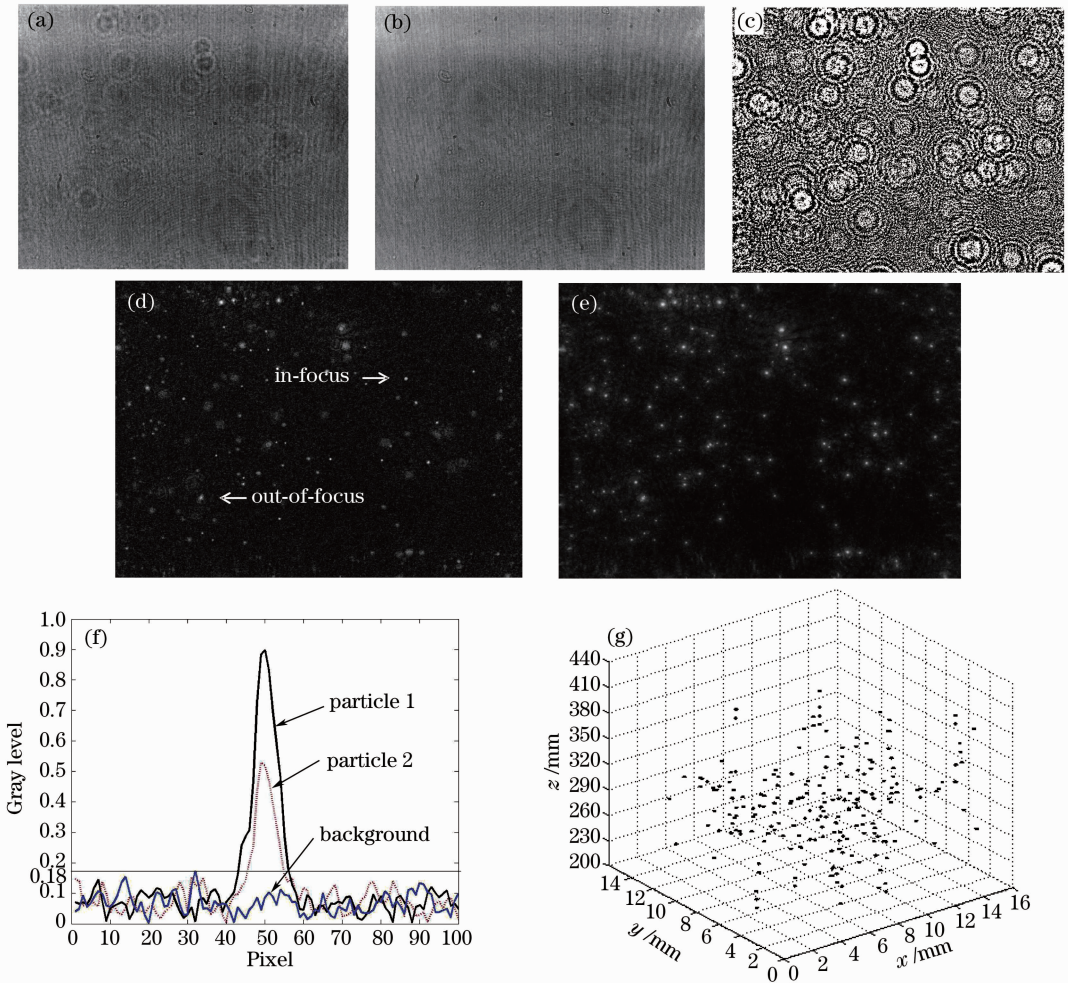 (a)
(b)
(c)
(d)
in-focus
out-of-focus
(e)
(f)
1.0
0.9
0.8
0.7
0.6
0.5
0.4
0.3
0.2
0.18
0.1
0
Gray level
particle 1
particle 2
background
0 10 20 30 40 50 60 70 80 90 100
Pixel
(g)
440
410
380
350
320
290
260
230
200
z/mm
14 12 10 8 6 4 2 0
y/mm
0 2 4 6 8 10 12 14 16
x/mm